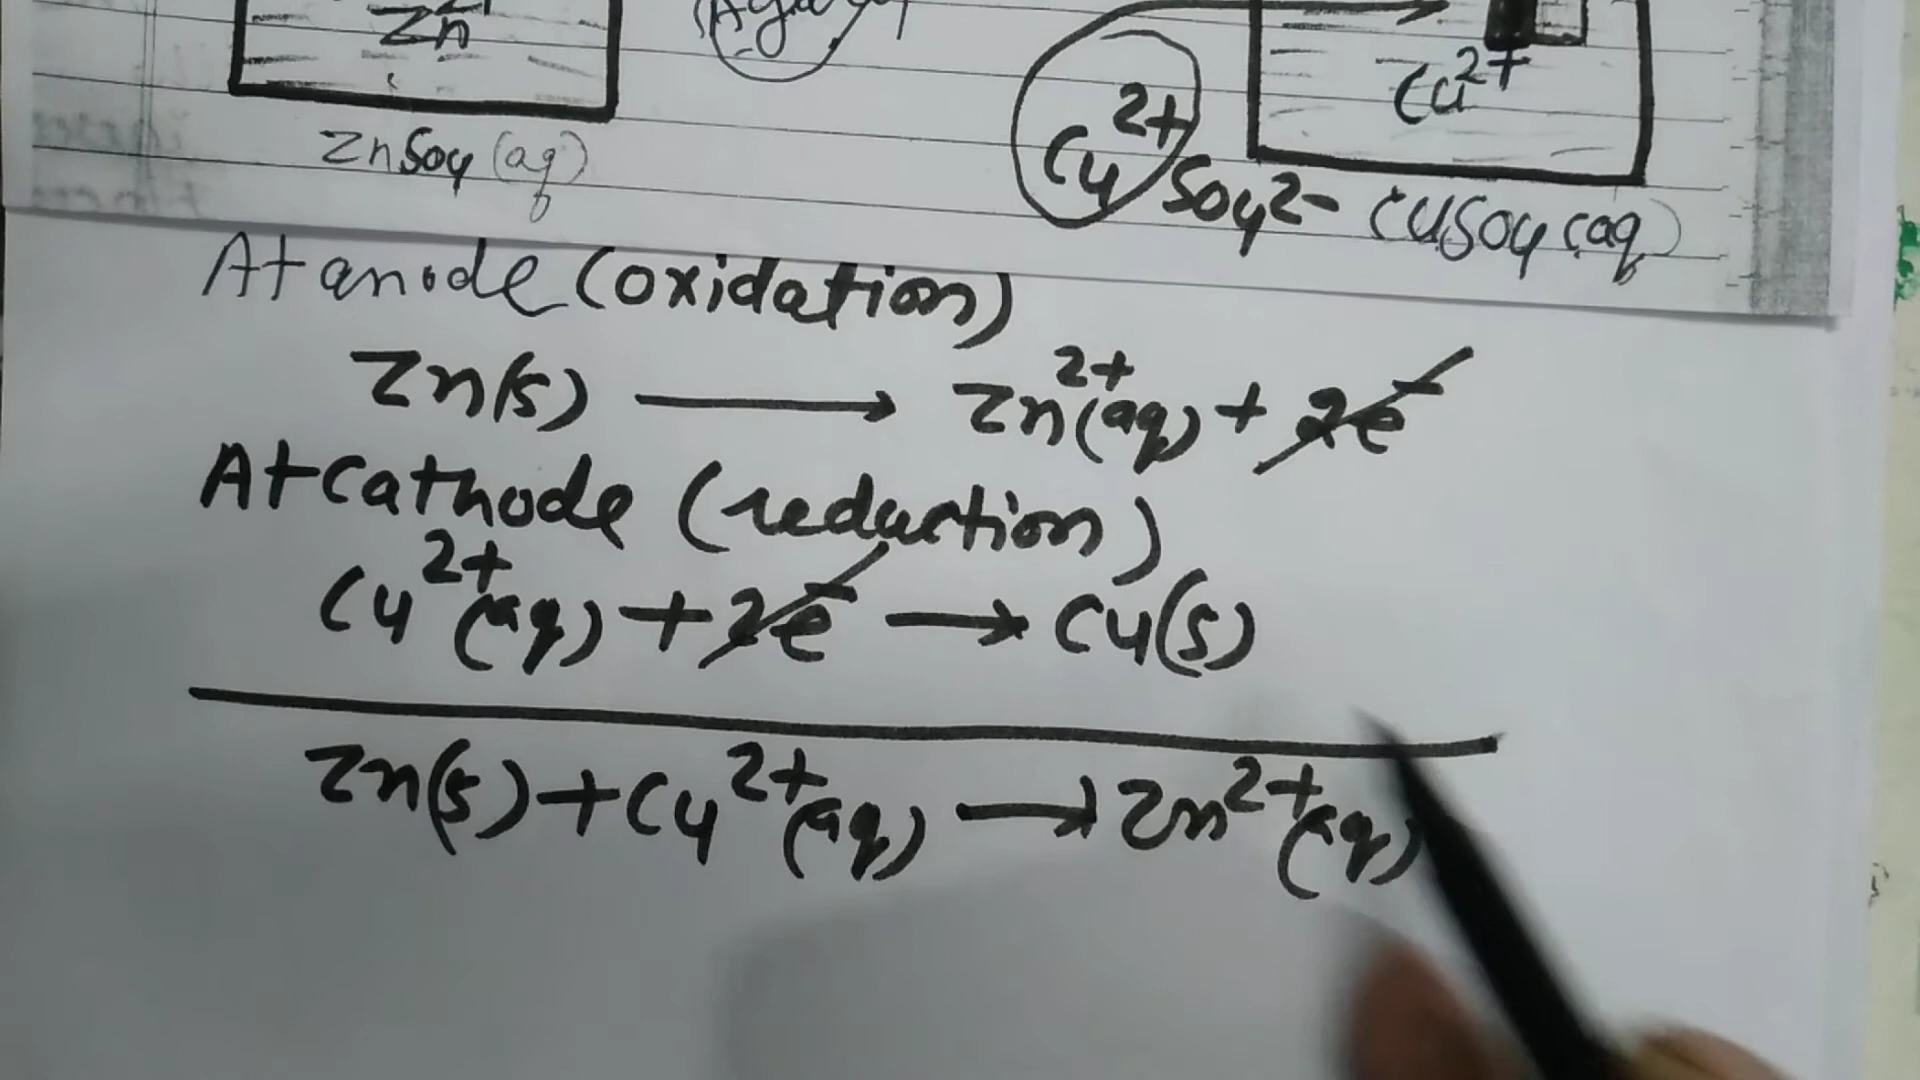 Zn
Cu2+
ZnSo4 (aq)
Cu2+ So42- CuSo4 (aq)
At anode (oxidation)
Zn(s) → Zn2+(aq) + 2e-
At cathode (reduction)
Cu2+(aq) + 2e- → Cu(s)
Zn(s) + Cu2+(aq) → Zn2+(aq)